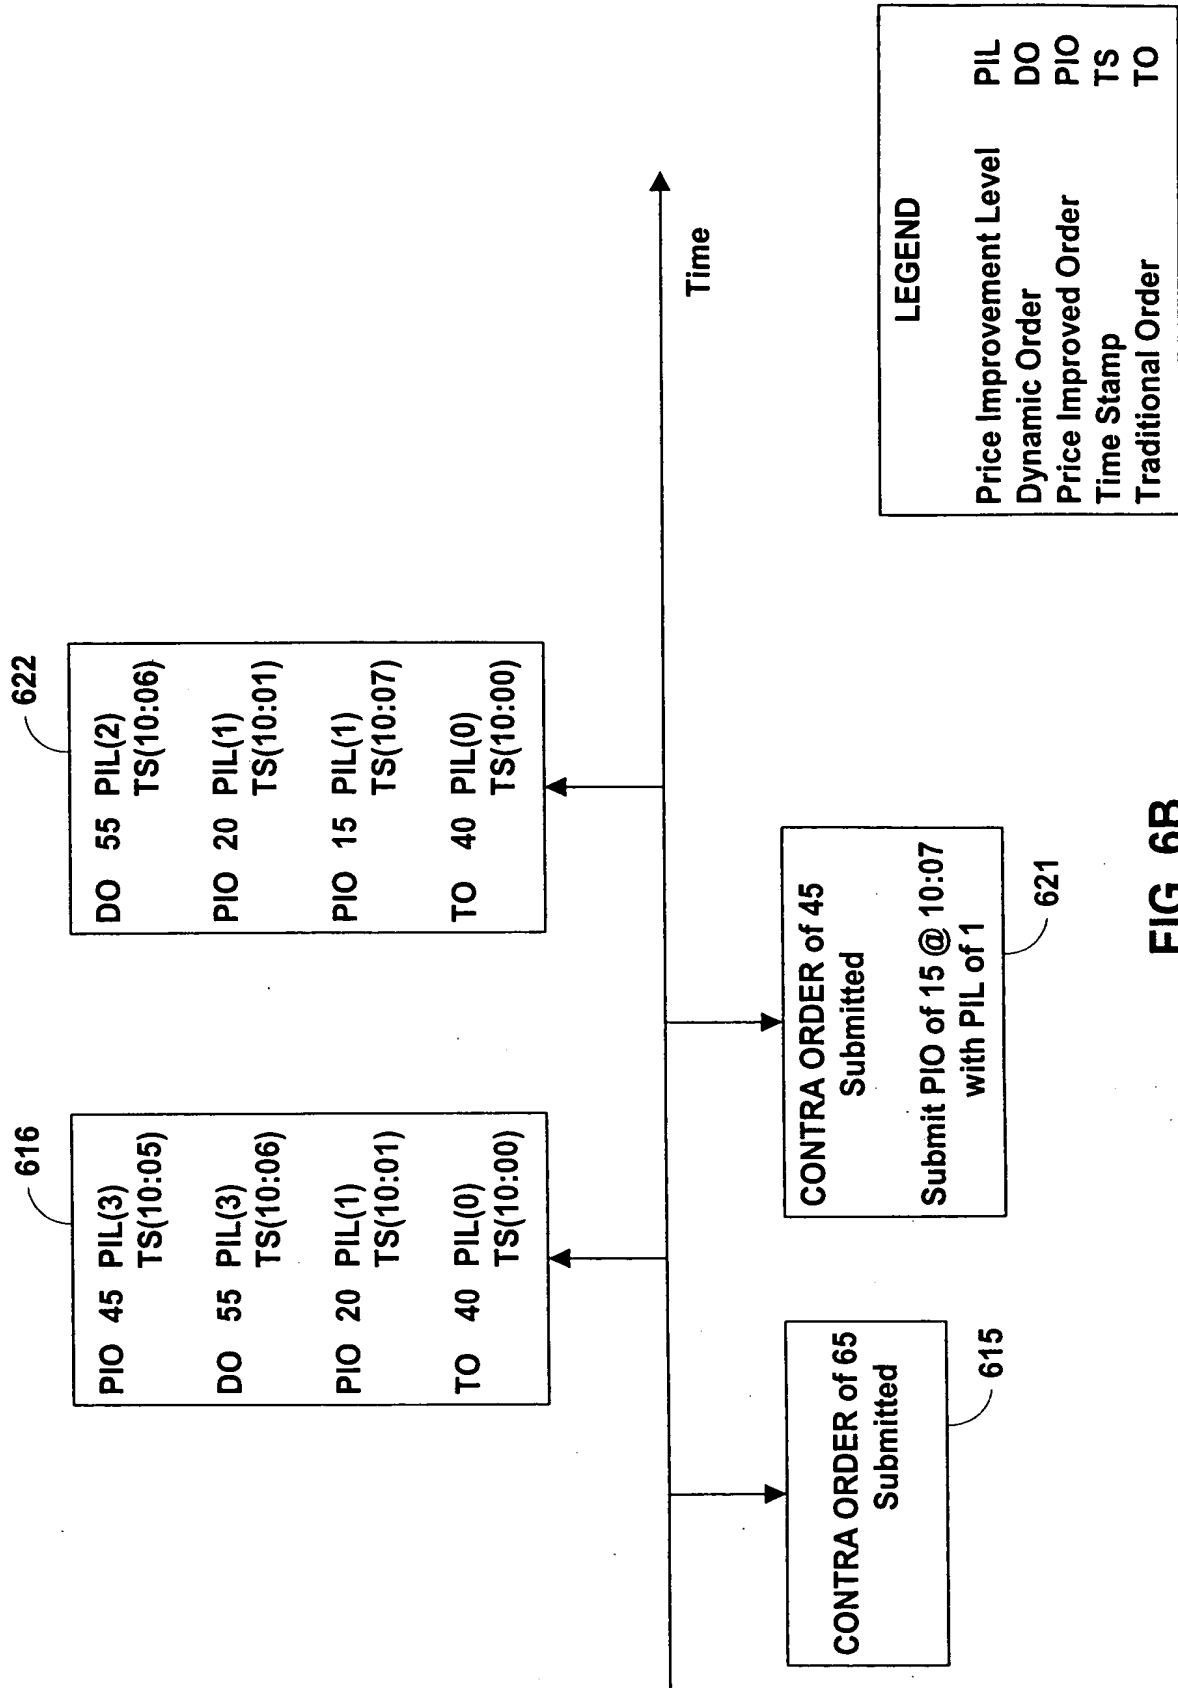 616
PIO 45 PIL(3)
TS(10:05)
DO 55 PIL(3)
TS(10:06)
PIO 20 PIL(1)
TS(10:01)
TO 40 PIL(0)
TS(10:00)
622
DO 55 PIL(2)
TS(10:06)
PIO 20 PIL(1)
TS(10:01)
PIO 15 PIL(1)
TS(10:07)
TO 40 PIL(0)
TS(10:00)
Time
CONTRA ORDER of 65
Submitted
615
CONTRA ORDER of 45
Submitted
Submit PIO of 15 @ 10:07
with PIL of 1
621
LEGEND
Price Improvement Level PIL
Dynamic Order DO
Price Improved Order PIO
Time Stamp TS
Traditional Order TO
FIG 6B